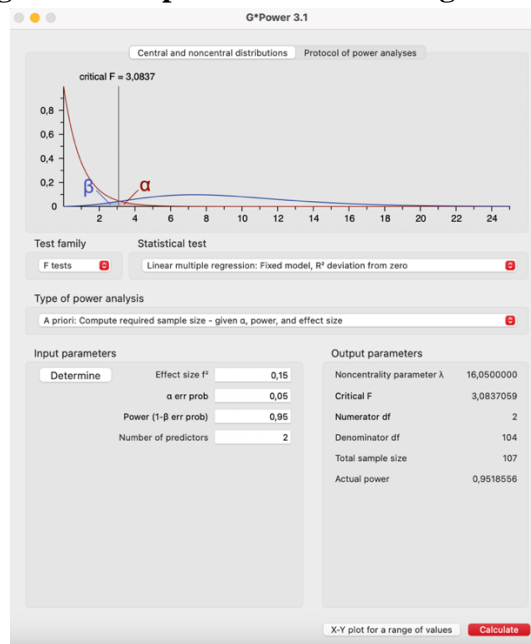 G*Power 3.1
Central and noncentral distributions Protocol of power analyses
critical F = 3,0837
0,8
0,6
0,4
0,2
0
β α
2 4 6 8 10 12 14 16 18 20 22 24
Test family Statistical test
F tests Linear multiple regression: Fixed model, R² deviation from zero
Type of power analysis
A priori: Compute required sample size - given α, power, and effect size
Input parameters Output parameters
Determine Effect size f² 0,15 Noncentrality parameter λ 16,0500000
α err prob 0,05 Critical F 3,0837059
Power (1-β err prob) 0,95 Numerator df 2
Number of predictors 2 Denominator df 104
Total sample size 107
Actual power 0,9518556
X-Y plot for a range of values Calculate